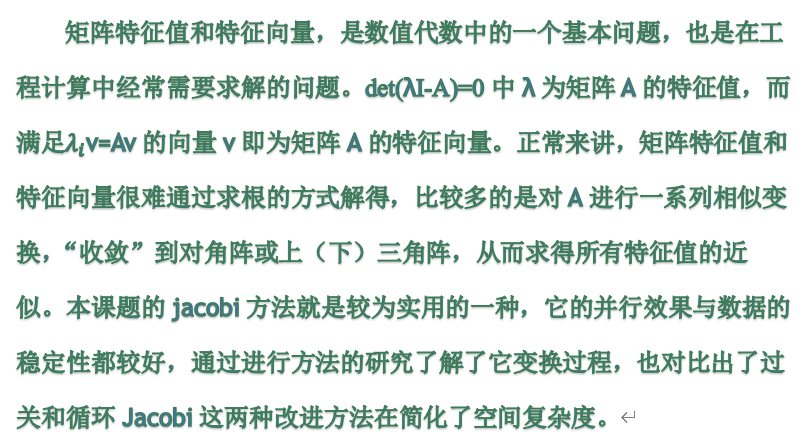 矩阵特征值和特征向量，是数值代数中的一个基本问题，也是在工
程计算中经常需要求解的问题。det(λI-A)=0 中 λ 为矩阵 A 的特征值，而
满足λᵢv=Av 的向量 v 即为矩阵 A 的特征向量。正常来讲，矩阵特征值和
特征向量很难通过求根的方式解得，比较多的是对 A 进行一系列相似变
换，“收敛”到对角阵或上（下）三角阵，从而求得所有特征值的近
似。本课题的 jacobi 方法就是较为实用的一种，它的并行效果与数据的
稳定性都较好，通过进行方法的研究了解了它变换过程，也对比出了过
关和循环 Jacobi 这两种改进方法在简化了空间复杂度。